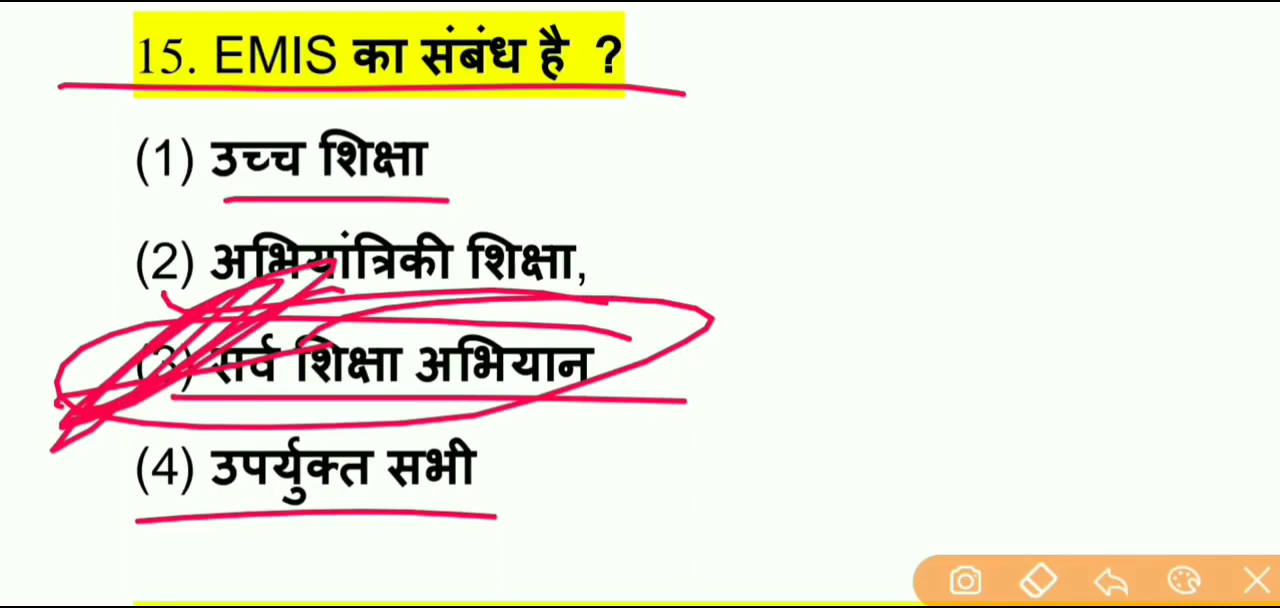 15. EMIS का संबंध है ?
(1) उच्च शिक्षा
(2) अभियांत्रिकी शिक्षा,
(3) सर्व शिक्षा अभियान
(4) उपर्युक्त सभी